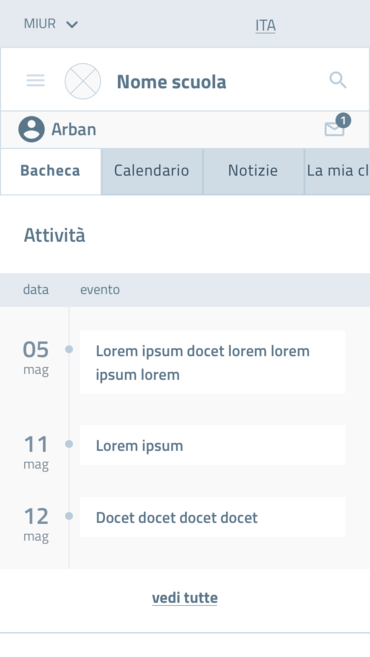 MIUR ITA
Nome scuola
Arban 1
Bacheca Calendario Notizie La mia cl
Attività
data evento
05 Lorem ipsum docet lorem lorem
mag ipsum lorem
11 Lorem ipsum
mag
12 Docet docet docet docet
mag
vedi tutte